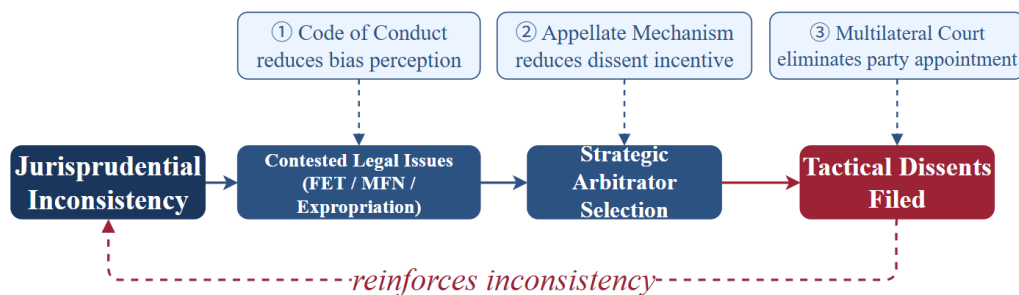 ① Code of Conduct
reduces bias perception
② Appellate Mechanism
reduces dissent incentive
③ Multilateral Court
eliminates party appointment
Jurisprudential
Inconsistency
Contested Legal Issues
(FET / MFN /
Expropriation)
Strategic
Arbitrator
Selection
Tactical Dissents
Filed
reinforces inconsistency